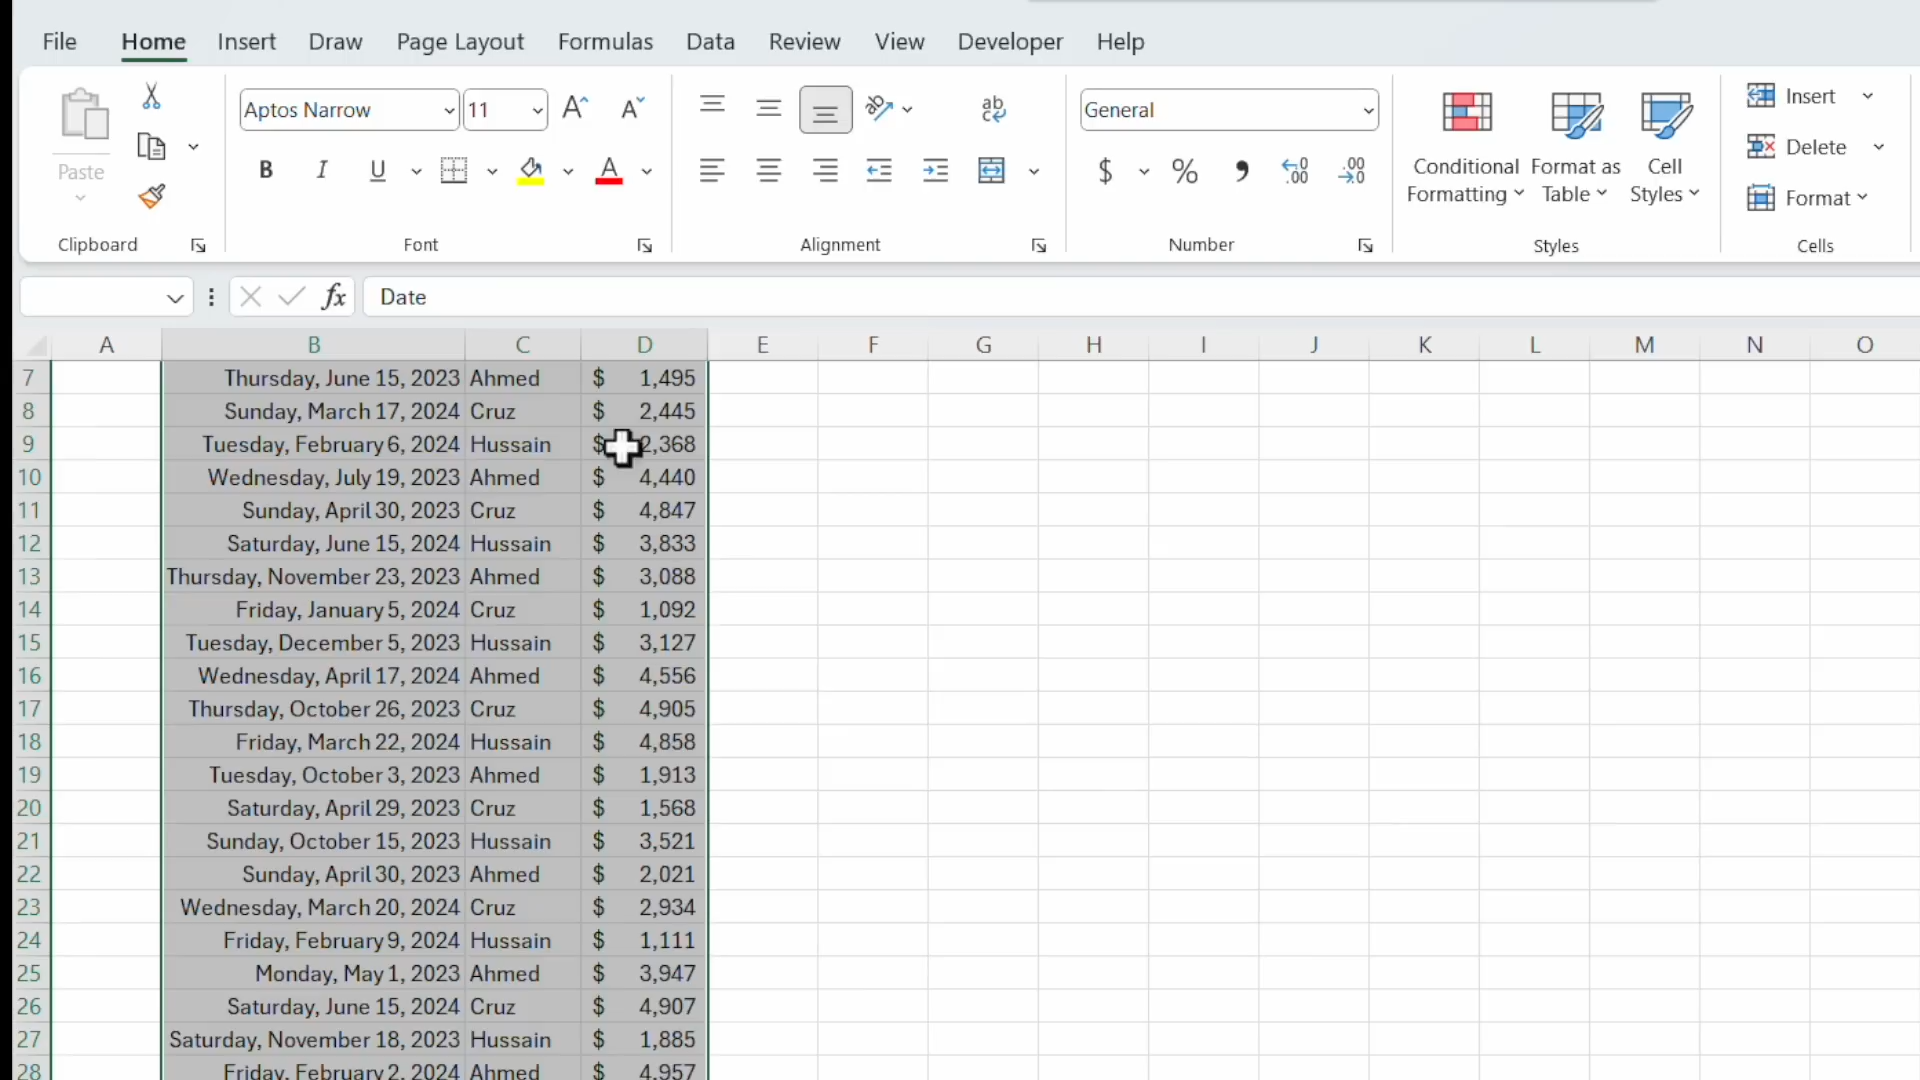 File Home Insert Draw Page Layout Formulas Data Review View Developer Help
Paste
Clipboard
Aptos Narrow 11
B I U A
Font
Alignment
General
$ % , .00 .00
Number
Conditional Formatting
Format as Table
Cell Styles
Styles
Insert
Delete
Format
Cells
fx Date
A B C D E F G H I J K L M N O
7 Thursday, June 15, 2023 Ahmed $ 1,495
8 Sunday, March 17, 2024 Cruz $ 2,445
9 Tuesday, February 6, 2024 Hussain $ 2,368
10 Wednesday, July 19, 2023 Ahmed $ 4,440
11 Sunday, April 30, 2023 Cruz $ 4,847
12 Saturday, June 15, 2024 Hussain $ 3,833
13 Thursday, November 23, 2023 Ahmed $ 3,088
14 Friday, January 5, 2024 Cruz $ 1,092
15 Tuesday, December 5, 2023 Hussain $ 3,127
16 Wednesday, April 17, 2024 Ahmed $ 4,556
17 Thursday, October 26, 2023 Cruz $ 4,905
18 Friday, March 22, 2024 Hussain $ 4,858
19 Tuesday, October 3, 2023 Ahmed $ 1,913
20 Saturday, April 29, 2023 Cruz $ 1,568
21 Sunday, October 15, 2023 Hussain $ 3,521
22 Sunday, April 30, 2023 Ahmed $ 2,021
23 Wednesday, March 20, 2024 Cruz $ 2,934
24 Friday, February 9, 2024 Hussain $ 1,111
25 Monday, May 1, 2023 Ahmed $ 3,947
26 Saturday, June 15, 2024 Cruz $ 4,907
27 Saturday, November 18, 2023 Hussain $ 1,885
28 Friday, February 2, 2024 Ahmed $ 4,957